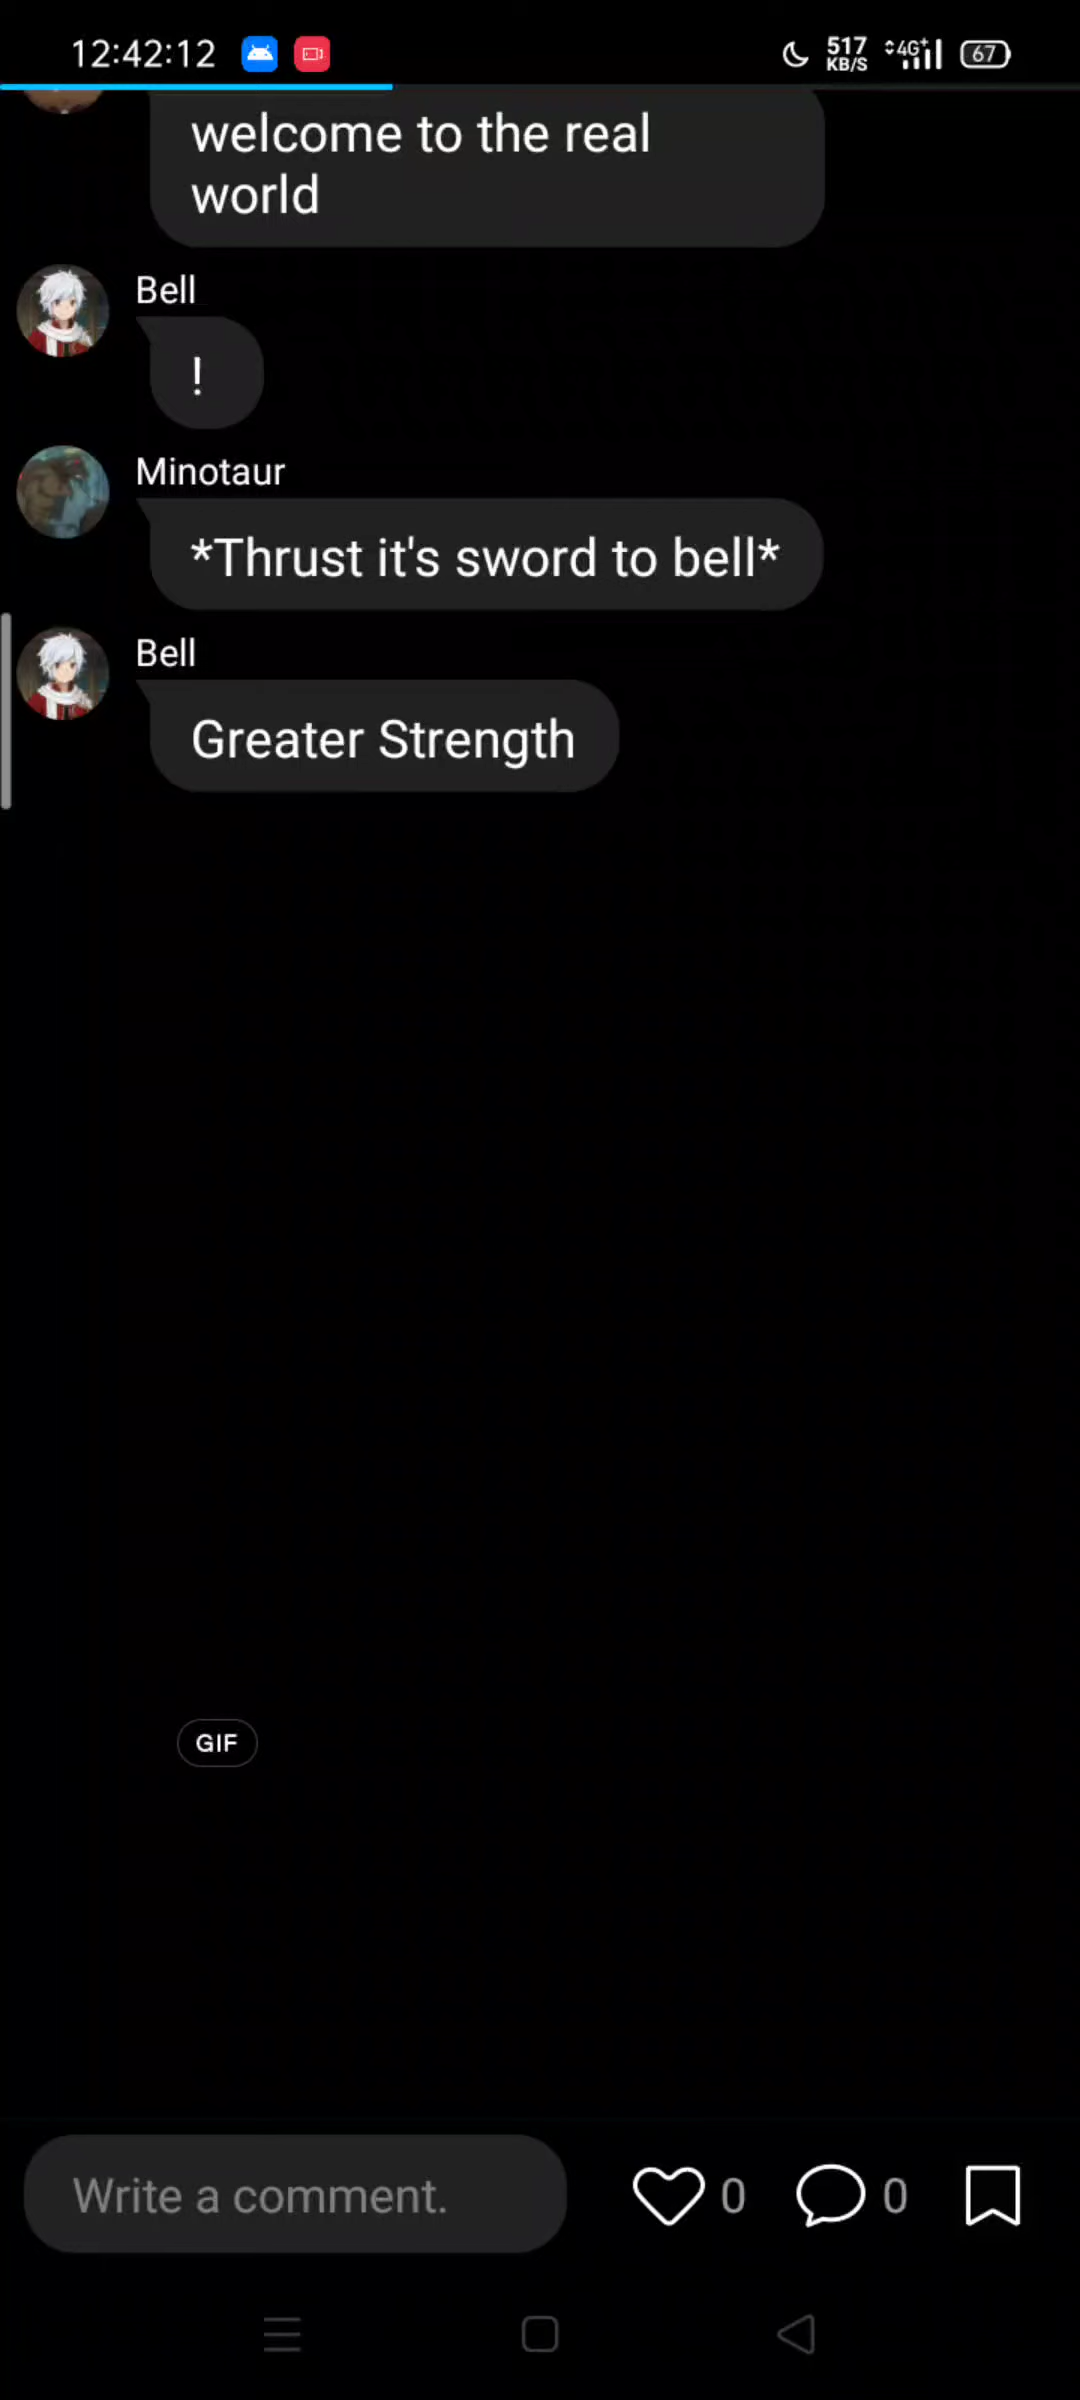 12:42:12
517
KB/S
4G+
67
welcome to the real
world
Bell
!
Minotaur
*Thrust it's sword to bell*
Bell
Greater Strength
GIF
Write a comment.
0
0